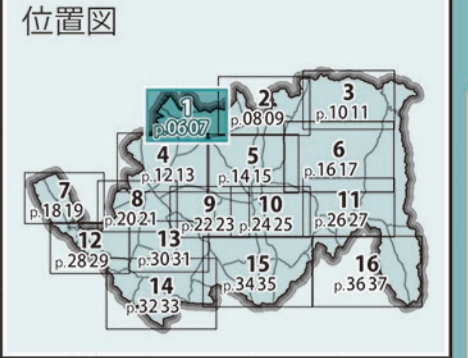 位置図
1
p.0607
2
p.0809
3
p.1011
4
p.1213
5
p.1415
6
p.1617
7
p.1819
8
p.2021
9
p.2223
10
p.2425
11
p.2627
12
p.2829
13
p.3031
14
p.3233
15
p.3435
16
p.3637